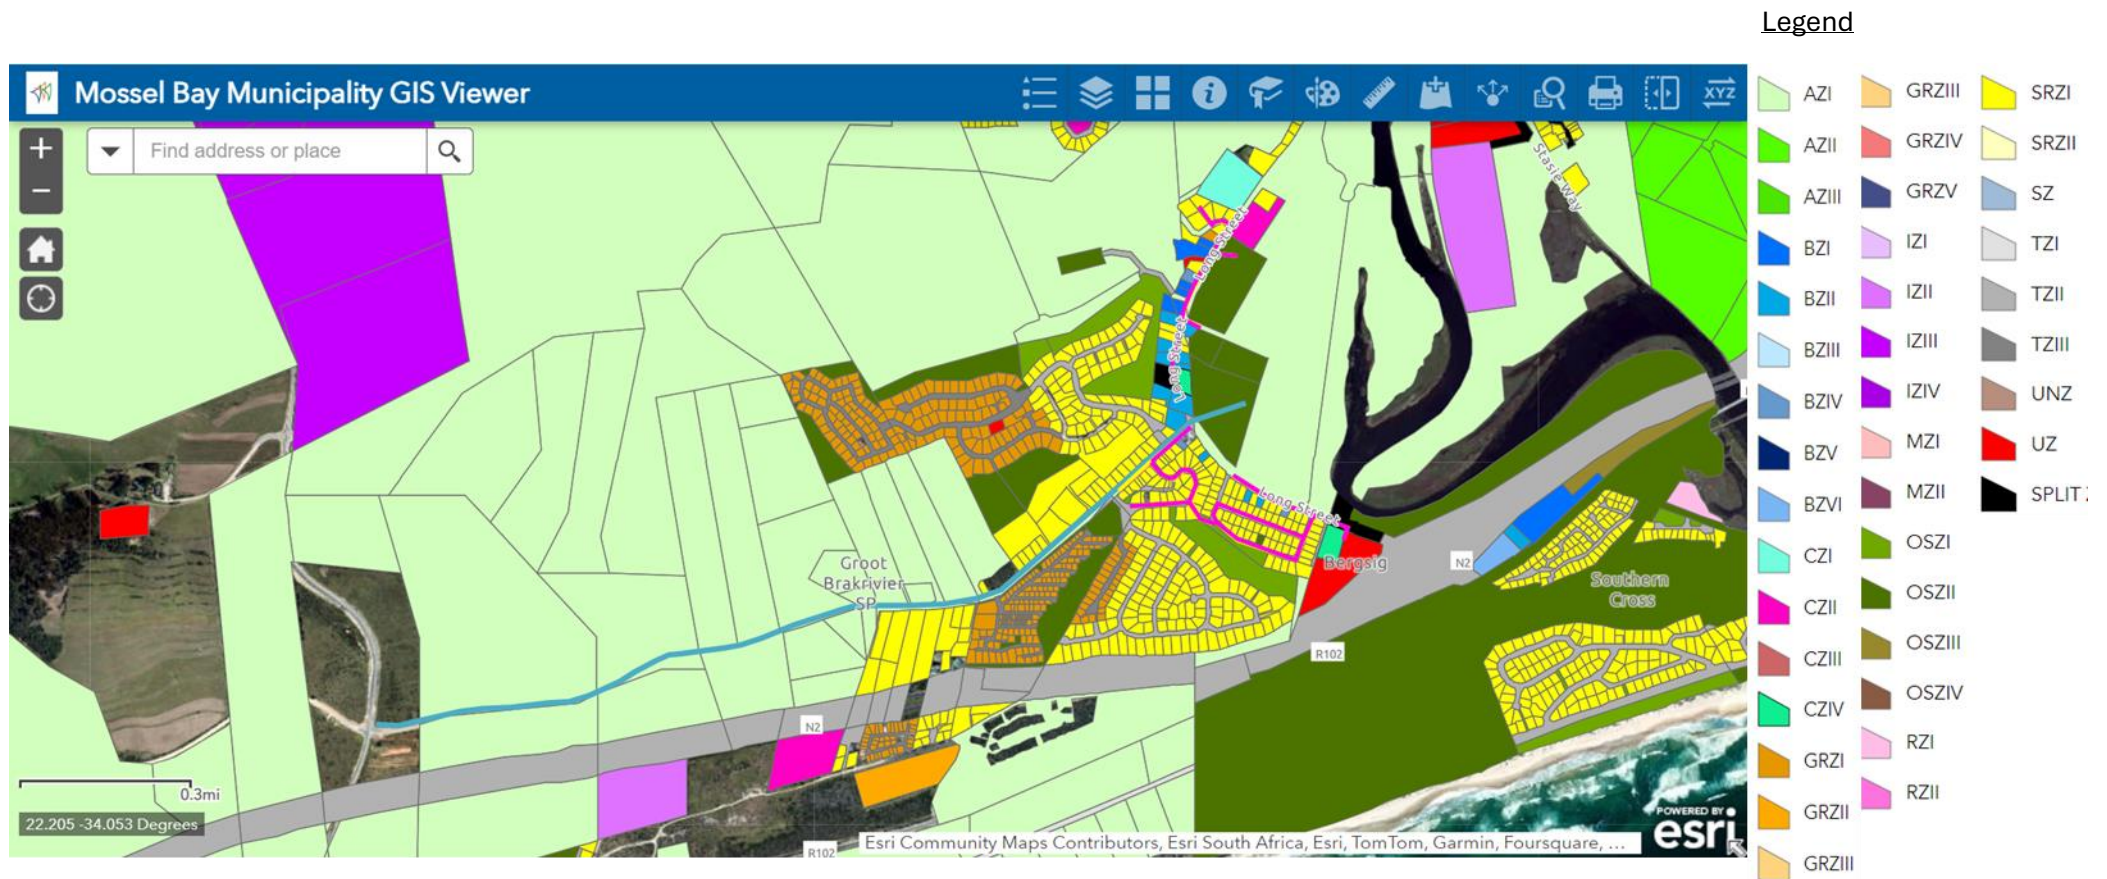 Legend
Mossel Bay Municipality GIS Viewer
XYZ
Find address or place
Stasie Way
Long Street
Long Street
Long Street
Groot
Brakrivier
SP
Bergsig
N2
Southern
Cross
R102
N2
R102
0.3mi
22.205 -34.053 Degrees
POWERED BY
esri
Esri Community Maps Contributors, Esri South Africa, Esri, TomTom, Garmin, Foursquare, ...
AZI
AZII
AZIII
BZI
BZII
BZIII
BZIV
BZV
BZVI
CZI
CZII
CZIII
CZIV
GRZI
GRZII
GRZIII
GRZIII
GRZIV
GRZV
IZI
IZII
IZIII
IZIV
MZI
MZII
OSZI
OSZII
OSZIII
OSZIV
RZI
RZII
SRZI
SRZII
SZ
TZI
TZII
TZIII
UNZ
UZ
SPLIT